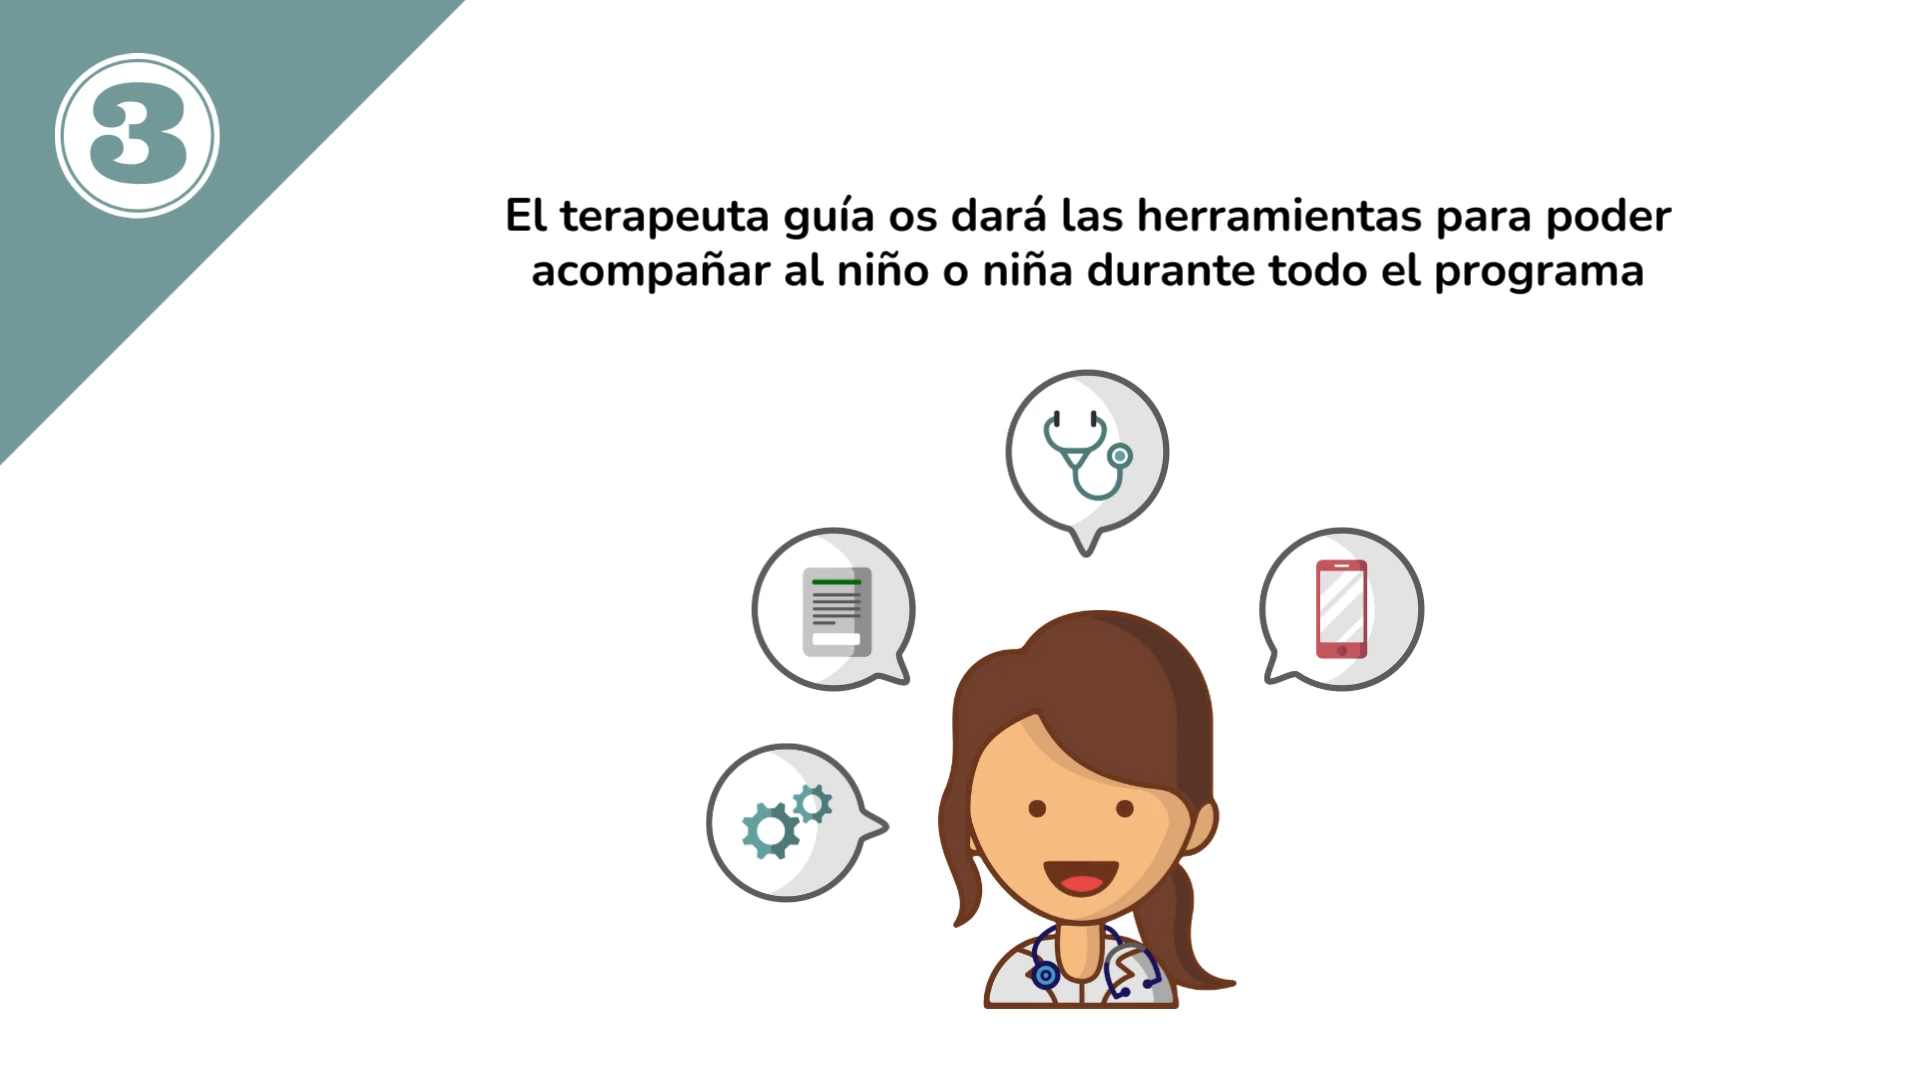 3
El terapeuta guía os dará las herramientas para poder
acompañar al niño o niña durante todo el programa